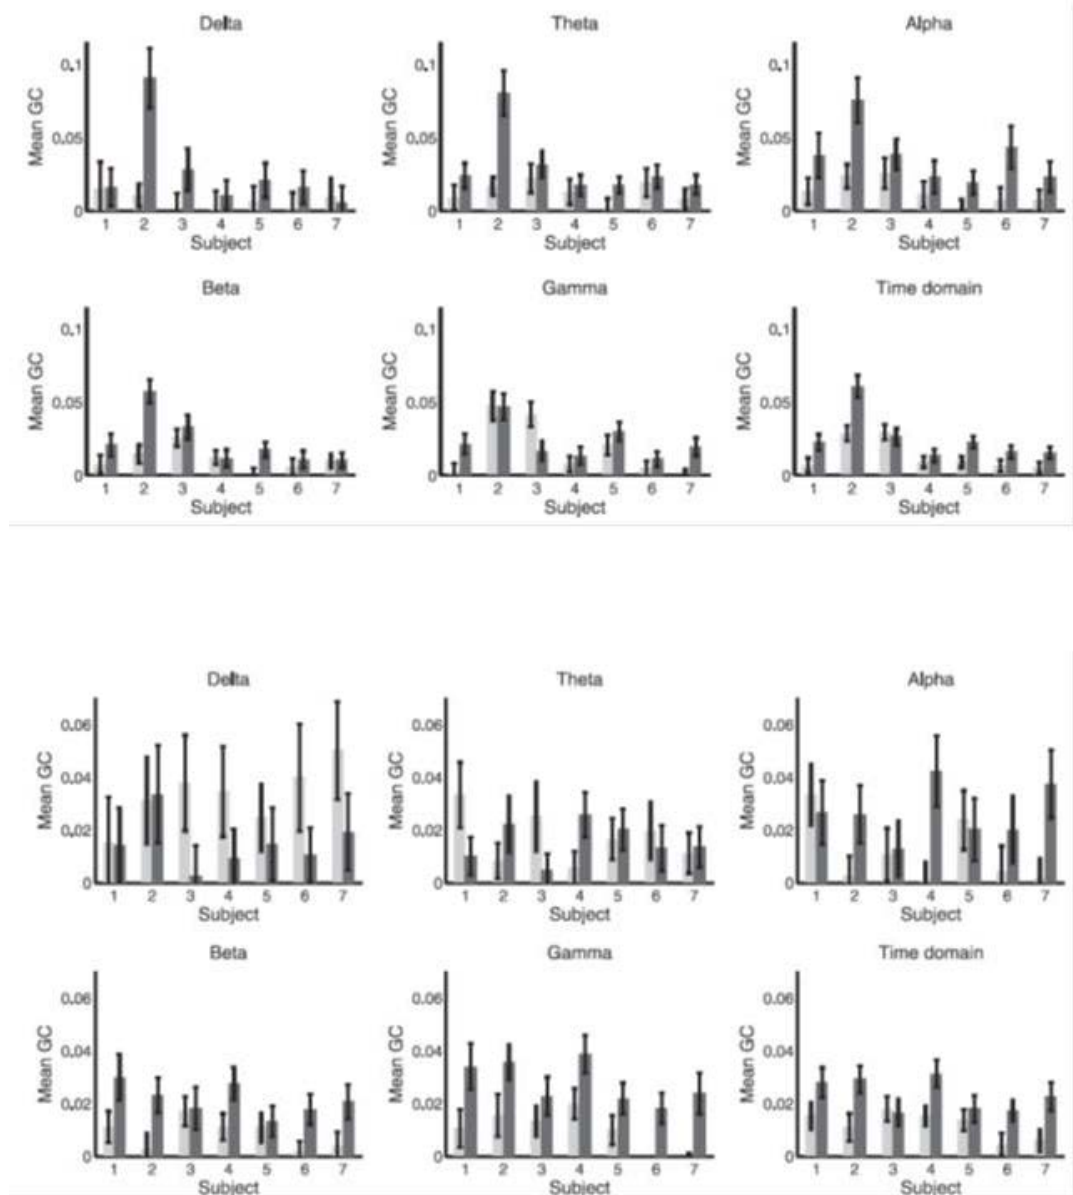 Delta Theta Alpha
Mean GC 0.1 0.05 0 Mean GC 0.1 0.05 0 Mean GC 0.1 0.05 0
1 2 3 4 5 6 7 1 2 3 4 5 6 7 1 2 3 4 5 6 7
Subject Subject Subject
Beta Gamma Time domain
Mean GC 0.1 0.05 0 Mean GC 0.1 0.05 0 Mean GC 0.1 0.05 0
1 2 3 4 5 6 7 1 2 3 4 5 6 7 1 2 3 4 5 6 7
Subject Subject Subject
Delta Theta Alpha
Mean GC 0.06 0.04 0.02 0 Mean GC 0.06 0.04 0.02 0 Mean GC 0.06 0.04 0.02 0
1 2 3 4 5 6 7 1 2 3 4 5 6 7 1 2 3 4 5 6 7
Subject Subject Subject
Beta Gamma Time domain
Mean GC 0.06 0.04 0.02 0 Mean GC 0.06 0.04 0.02 0 Mean GC 0.06 0.04 0.02 0
1 2 3 4 5 6 7 1 2 3 4 5 6 7 1 2 3 4 5 6 7
Subject Subject Subject